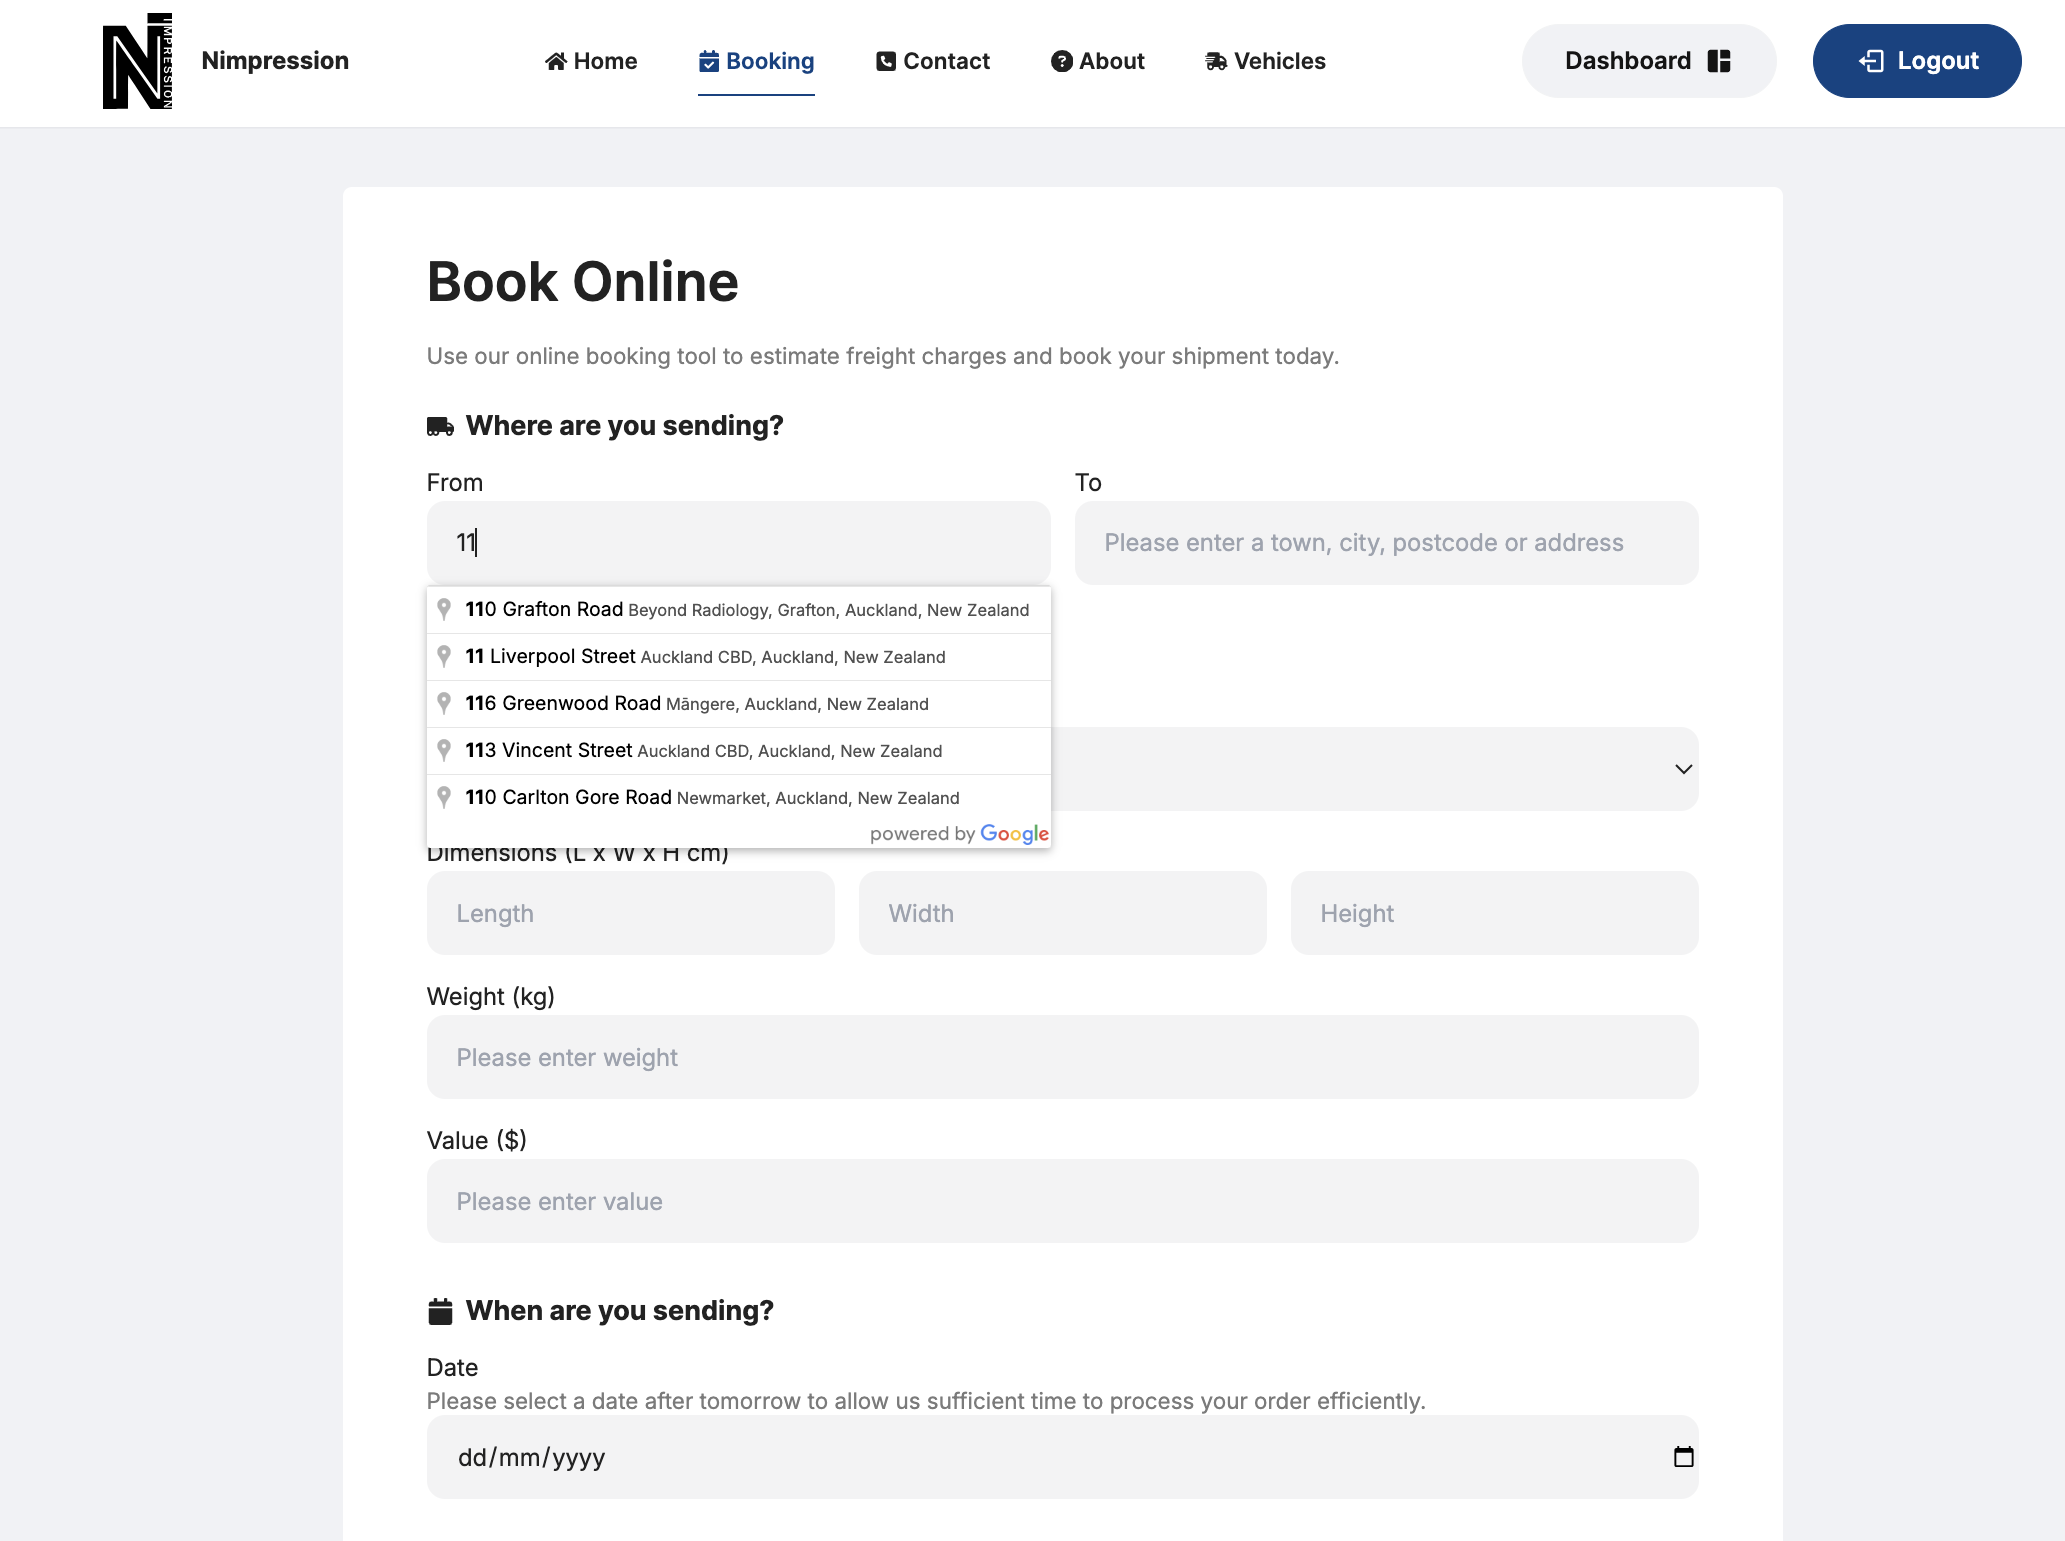 NIMPRESSION
Nimpression
Home
Booking
Contact
About
Vehicles
Dashboard
Logout
Book Online
Use our online booking tool to estimate freight charges and book your shipment today.
Where are you sending?
From
To
11
Please enter a town, city, postcode or address
110 Grafton Road Beyond Radiology, Grafton, Auckland, New Zealand
11 Liverpool Street Auckland CBD, Auckland, New Zealand
116 Greenwood Road Māngere, Auckland, New Zealand
113 Vincent Street Auckland CBD, Auckland, New Zealand
110 Carlton Gore Road Newmarket, Auckland, New Zealand
powered by Google
Dimensions (L x W x H cm)
Length
Width
Height
Weight (kg)
Please enter weight
Value ($)
Please enter value
When are you sending?
Date
Please select a date after tomorrow to allow us sufficient time to process your order efficiently.
dd/mm/yyyy